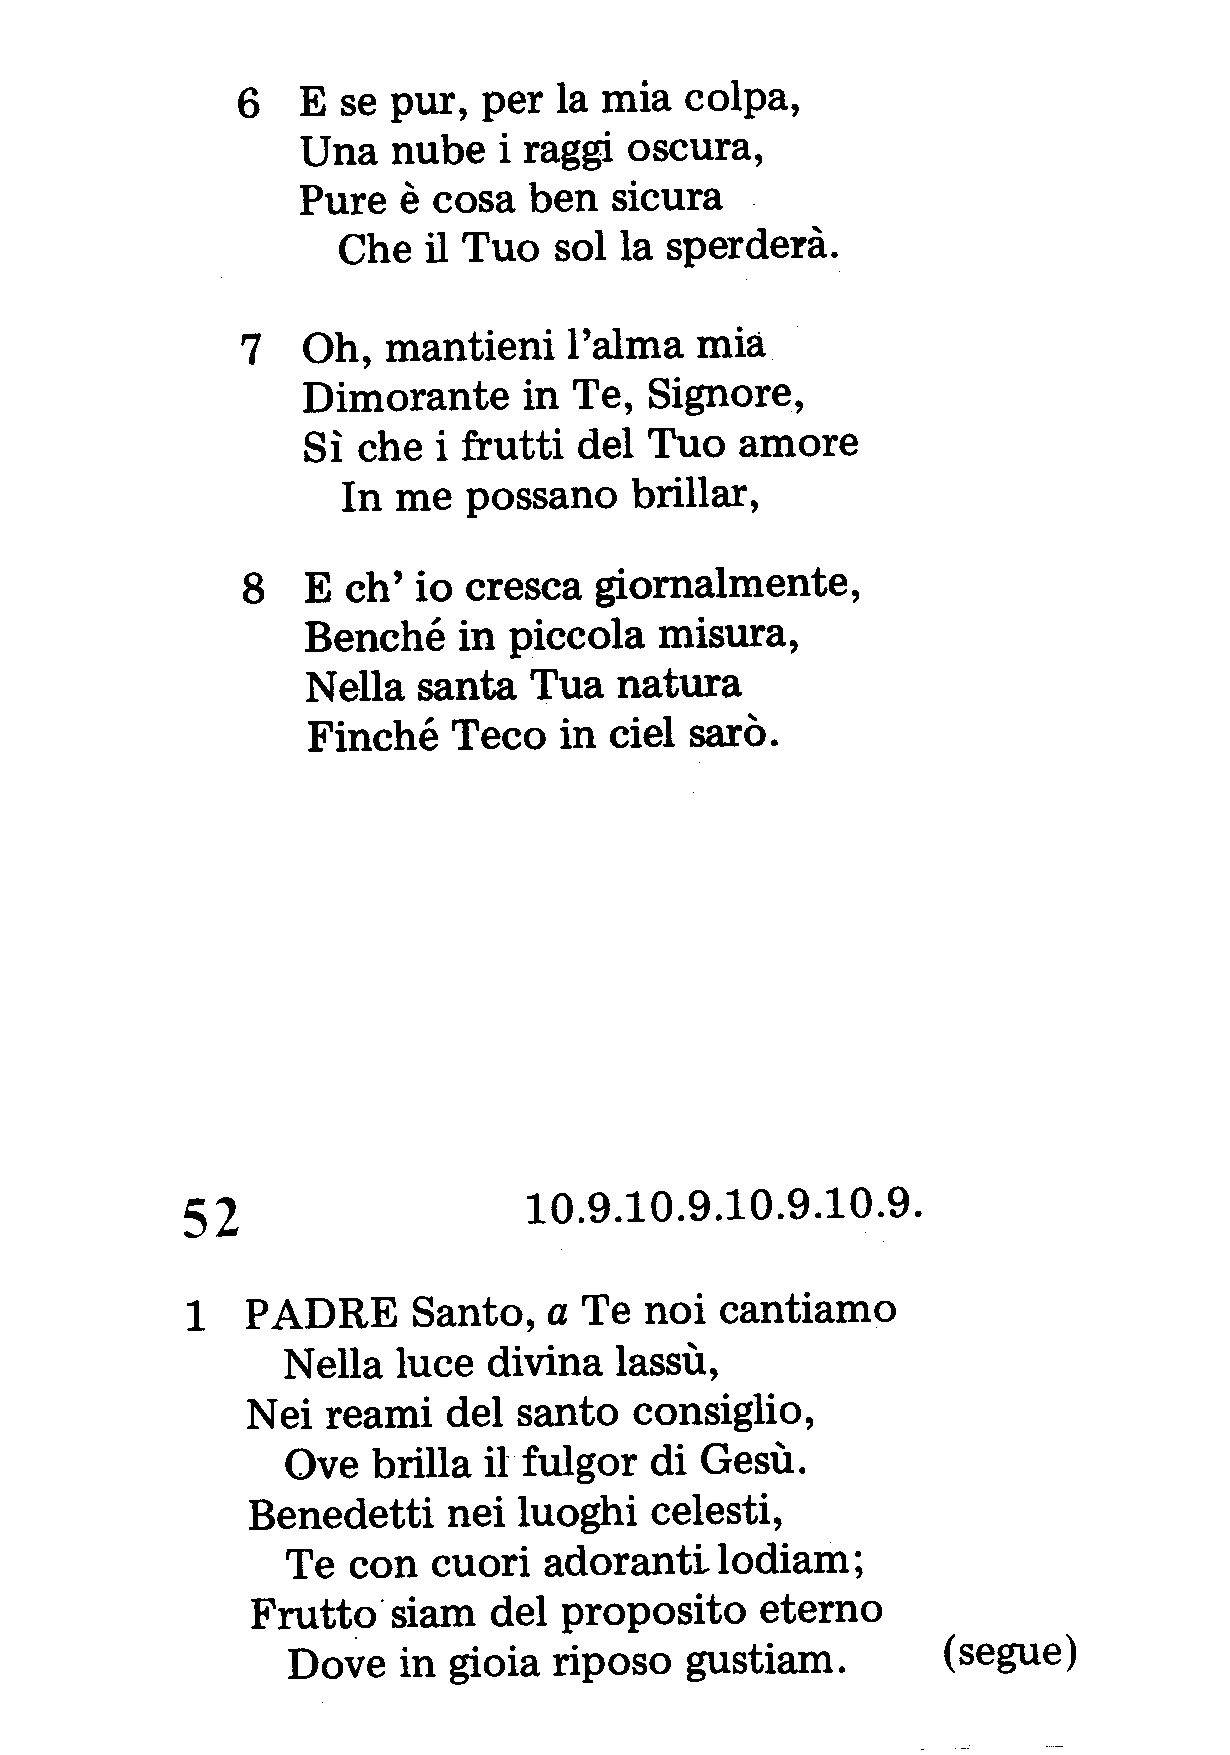 6 E se pur, per la mia colpa,
Una nube i raggi oscura,
Pure è cosa ben sicura
Che il Tuo sol la sperderà.
7 Oh, mantieni l'alma mia
Dimorante in Te, Signore,
Sì che i frutti del Tuo amore
In me possano brillar,
8 E ch' io cresca giornalmente,
Benché in piccola misura,
Nella santa Tua natura
Finché Teco in ciel sarò.
52 10.9.10.9.10.9.10.9.
1 PADRE Santo, a Te noi cantiamo
Nella luce divina lassù,
Nei reami del santo consiglio,
Ove brilla il fulgor di Gesù.
Benedetti nei luoghi celesti,
Te con cuori adoranti lodiam;
Frutto siam del proposito eterno
Dove in gioia riposo gustiam. (segue)